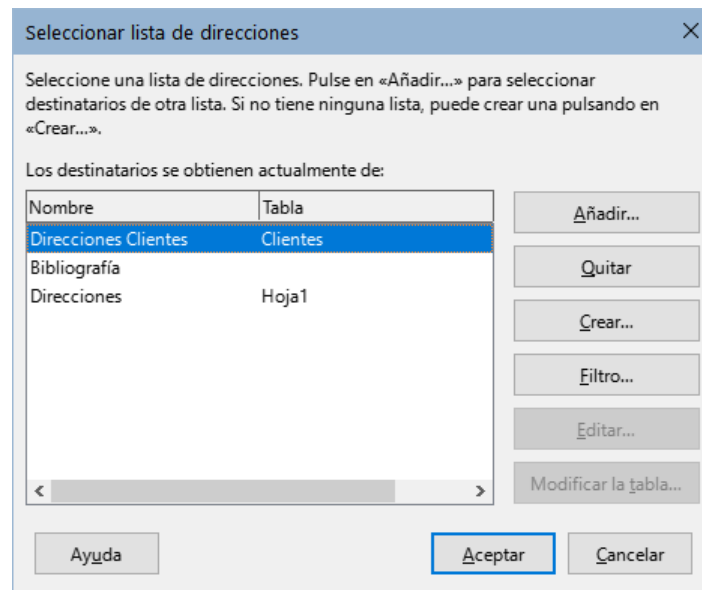 Seleccionar lista de direcciones
Seleccione una lista de direcciones. Pulse en «Añadir...» para seleccionar
destinatarios de otra lista. Si no tiene ninguna lista, puede crear una pulsando en
«Crear...».
Los destinatarios se obtienen actualmente de:
Nombre Tabla
Direcciones Clientes Clientes
Bibliografía
Direcciones Hoja1
Añadir...
Quitar
Crear...
Filtro...
Editar...
Modificar la tabla...
Ayuda Aceptar Cancelar